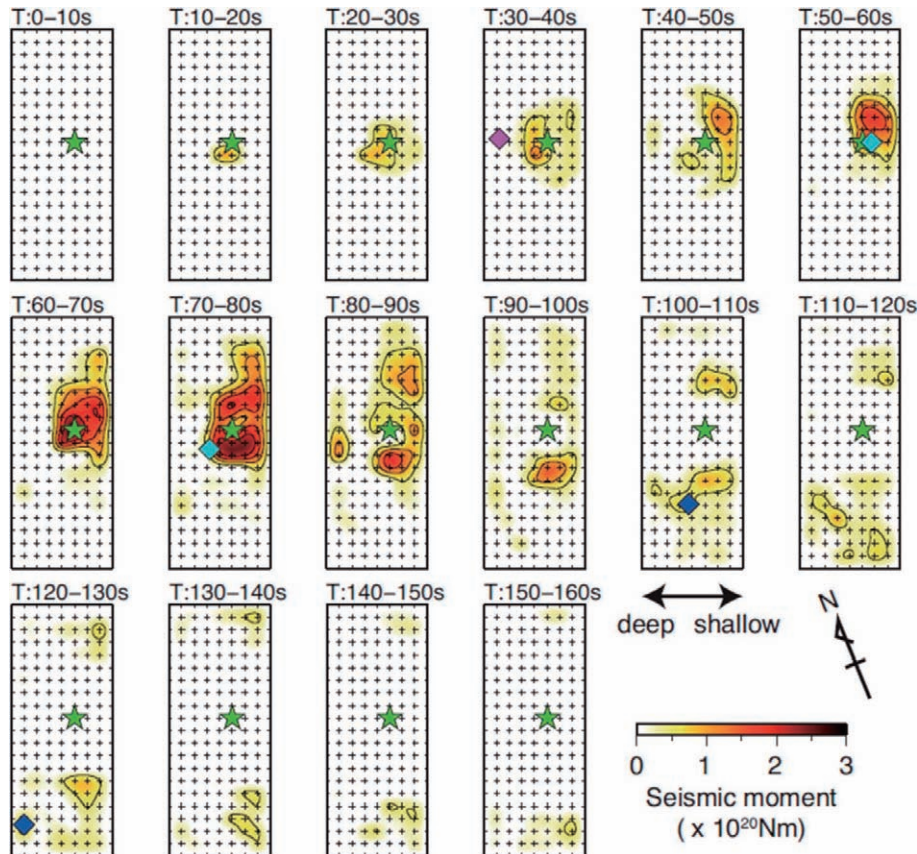 T:0–10s T:10–20s T:20–30s T:30–40s T:40–50s T:50–60s
T:60–70s T:70–80s T:80–90s T:90–100s T:100–110s T:110–120s
T:120–130s T:130–140s T:140–150s T:150–160s
deep shallow
N
0 1 2 3
Seismic moment
( x 10²⁰Nm)